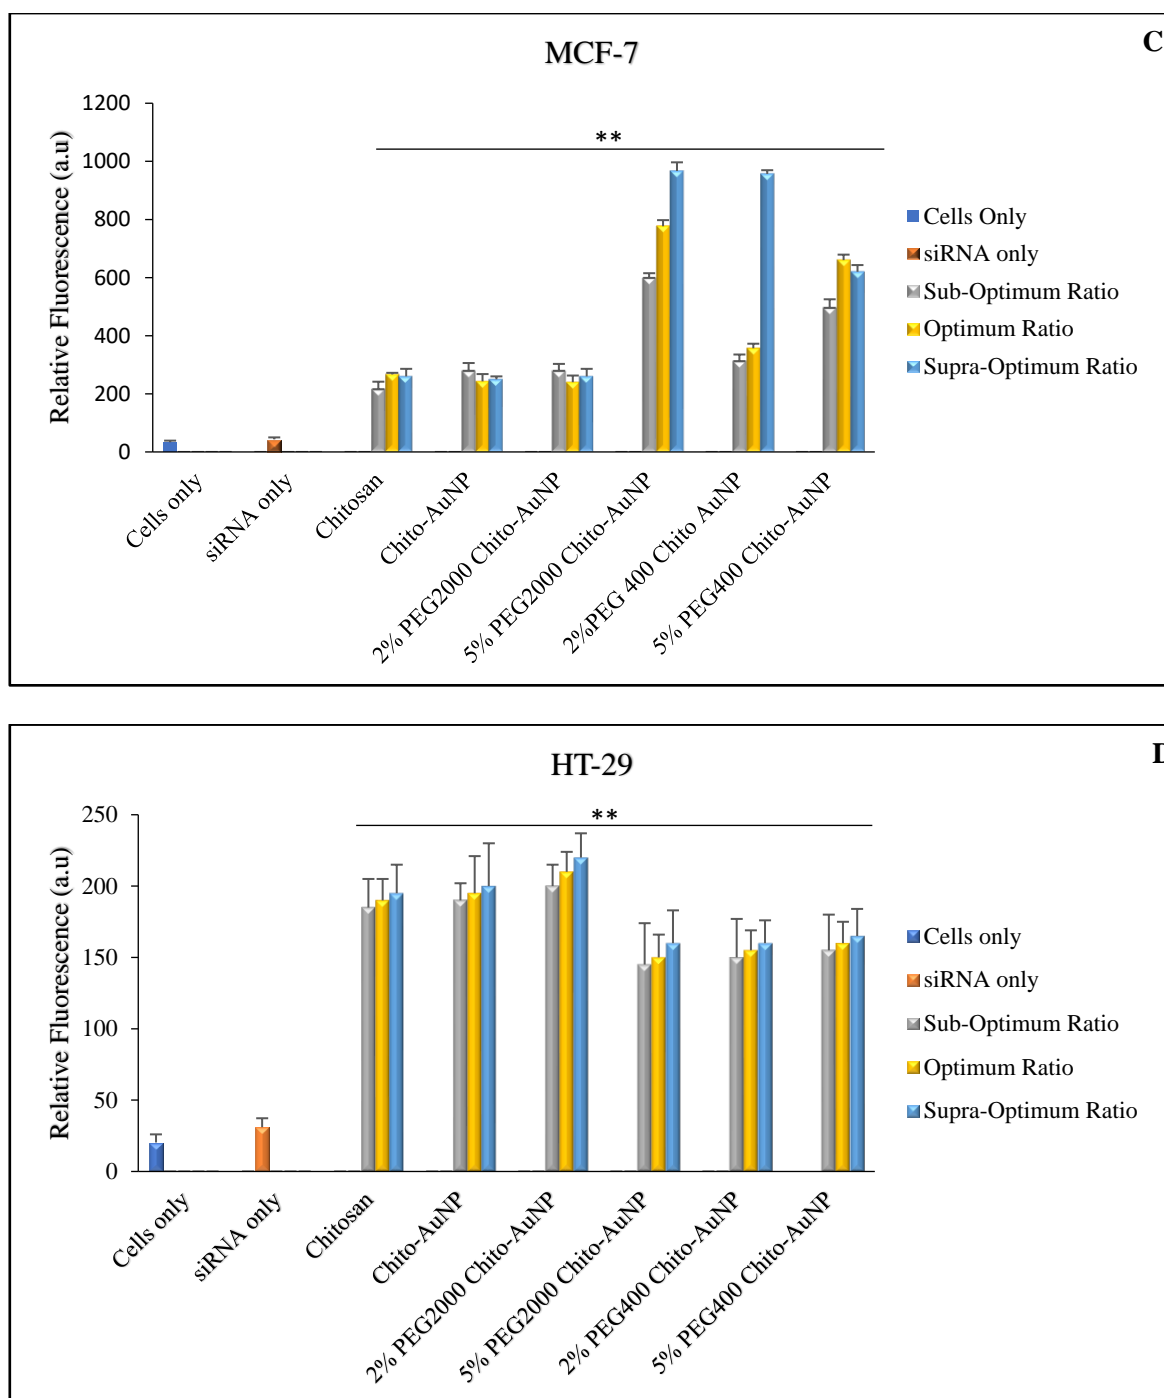 C
MCF-7
**
Relative Fluorescence (a.u)
1200
1000
800
600
400
200
0
Cells only
siRNA only
Chitosan
Chito-AuNP
2% PEG2000 Chito-AuNP
5% PEG2000 Chito-AuNP
2%PEG 400 Chito AuNP
5% PEG400 Chito-AuNP
Cells Only
siRNA only
Sub-Optimum Ratio
Optimum Ratio
Supra-Optimum Ratio
D
HT-29
**
Relative Fluorescence (a.u)
250
200
150
100
50
0
Cells only
siRNA only
Chitosan
Chito-AuNP
2% PEG2000 Chito-AuNP
5% PEG2000 Chito-AuNP
2% PEG400 Chito-AuNP
5% PEG400 Chito-AuNP
Cells only
siRNA only
Sub-Optimum Ratio
Optimum Ratio
Supra-Optimum Ratio